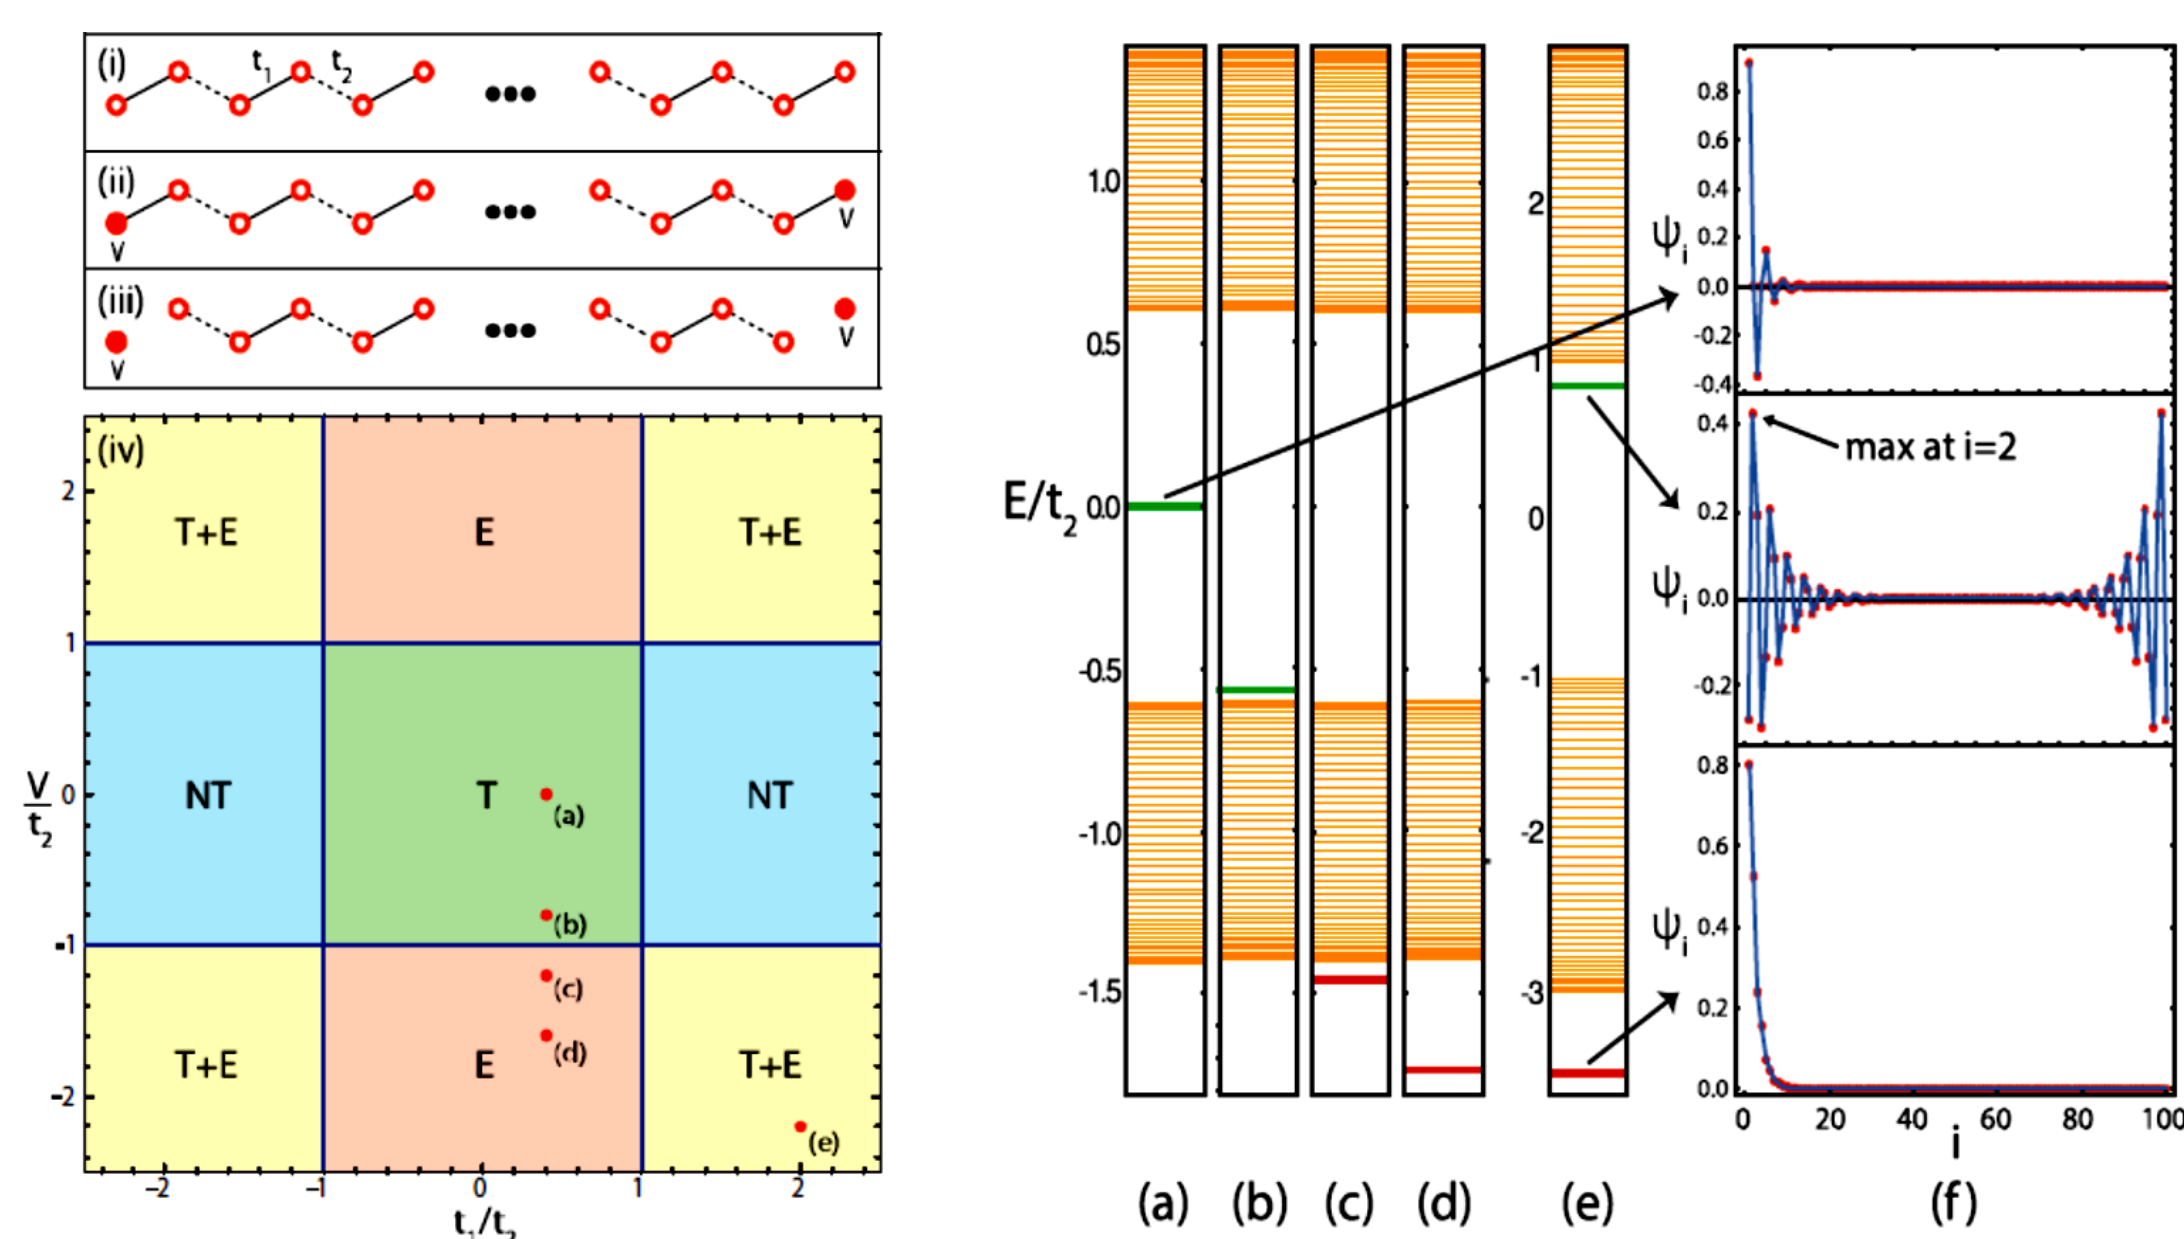 (i) t1 t2
(ii)
V V
(iii)
V V
(iv)
2
1
0
-1
-2
V
t2
T+E E T+E
NT T NT
(a)
(b)
(c)
T+E E (d) T+E
(e)
−2 −1 0 1 2
t1/t2
E/t2
1.0
0.5
0.0
-0.5
-1.0
-1.5
2
1
0
-1
-2
-3
ψi
0.8
0.6
0.4
0.2
0.0
-0.2
-0.4
max at i=2
ψi
0.4
0.2
0.0
-0.2
ψi
0.8
0.6
0.4
0.2
0.0
0 20 40 60 80 100
i
(a) (b) (c) (d) (e) (f)